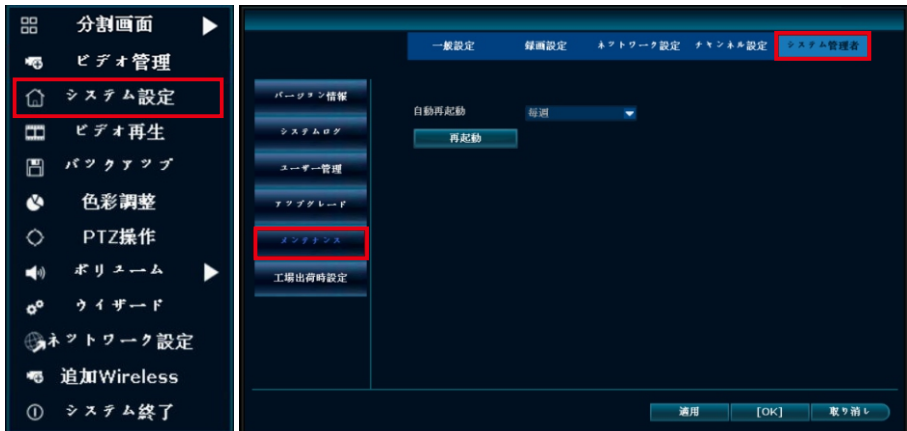 分割画面
ビデオ管理
システム設定
ビデオ再生
バックアップ
色彩調整
PTZ操作
ボリューム
ウイザード
ネットワーク設定
追加Wireless
システム終了
一般設定 録画設定 ネットワーク設定 チャンネル設定 システム管理者
バージョン情報
システムログ
ユーザー管理
アップグレード
メンテナンス
工場出荷時設定
自動再起動 毎週
再起動
適用 [OK] 取り消し